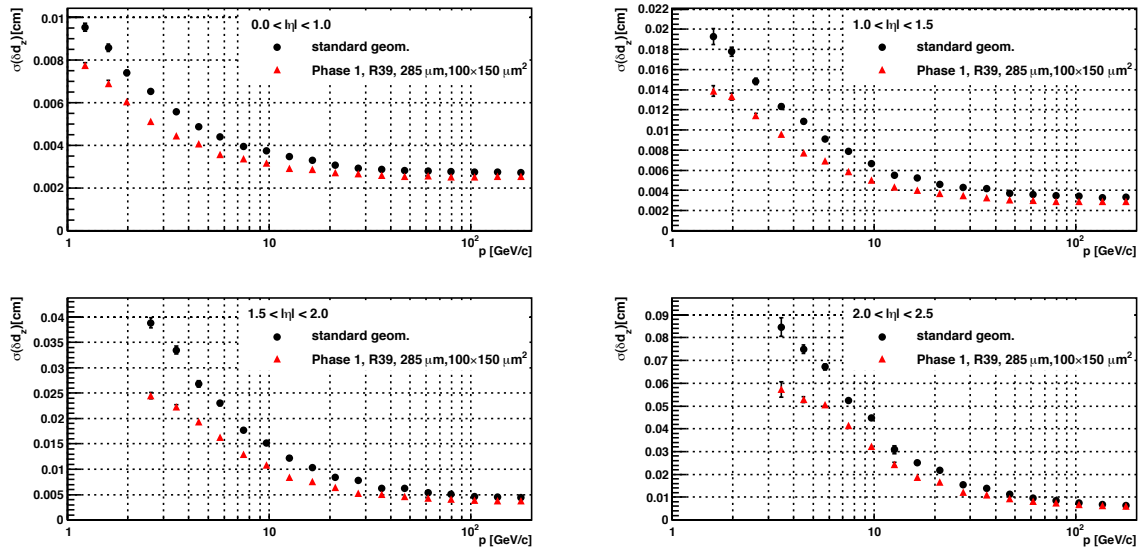 σ(δd_z)[cm]
0.01
0.008
0.006
0.004
0.002
0
0.0 < |η| < 1.0
standard geom.
Phase 1, R39, 285 μm,100×150 μm²
1
10
10²
p [GeV/c]
σ(δd_z)[cm]
0.022
0.02
0.018
0.016
0.014
0.012
0.01
0.008
0.006
0.004
0.002
0
1.0 < |η| < 1.5
standard geom.
Phase 1, R39, 285 μm,100×150 μm²
1
10
10²
p [GeV/c]
σ(δd_z)[cm]
0.04
0.035
0.03
0.025
0.02
0.015
0.01
0.005
0
1.5 < |η| < 2.0
standard geom.
Phase 1, R39, 285 μm,100×150 μm²
1
10
10²
p [GeV/c]
σ(δd_z)[cm]
0.09
0.08
0.07
0.06
0.05
0.04
0.03
0.02
0.01
0
2.0 < |η| < 2.5
standard geom.
Phase 1, R39, 285 μm,100×150 μm²
1
10
10²
p [GeV/c]